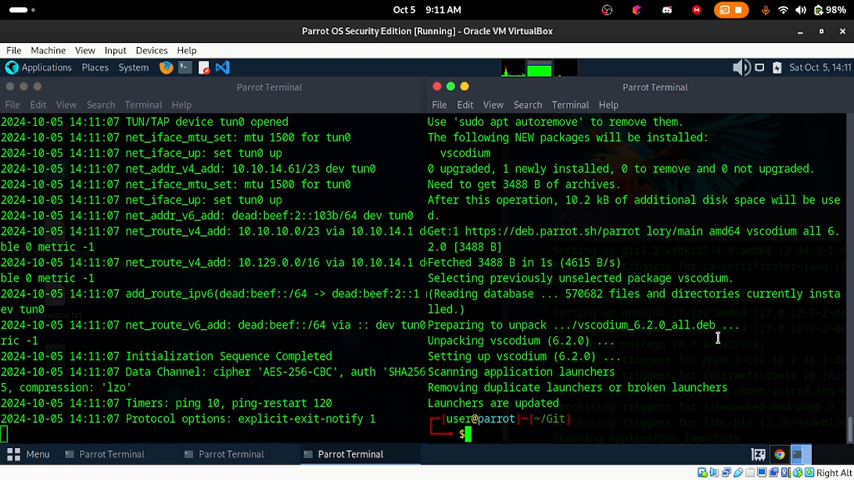 Oct 5 9:11 AM 98%
Parrot OS Security Edition [Running] - Oracle VM VirtualBox
File Machine View Input Devices Help
Applications Places System Sat Oct 5, 14:11
Parrot Terminal
File Edit View Search Terminal Help
2024-10-05 14:11:07 TUN/TAP device tun0 opened
2024-10-05 14:11:07 net_iface_mtu_set: mtu 1500 for tun0
2024-10-05 14:11:07 net_iface_up: set tun0 up
2024-10-05 14:11:07 net_addr_v4_add: 10.10.14.61/23 dev tun0
2024-10-05 14:11:07 net_iface_mtu_set: mtu 1500 for tun0
2024-10-05 14:11:07 net_iface_up: set tun0 up
2024-10-05 14:11:07 net_addr_v6_add: dead:beef:2::103b/64 dev tun0
2024-10-05 14:11:07 net_route_v4_add: 10.10.10.0/23 via 10.10.14.1 d
ble 0 metric -1
2024-10-05 14:11:07 net_route_v4_add: 10.129.0.0/16 via 10.10.14.1 d
ble 0 metric -1
2024-10-05 14:11:07 add_route_ipv6(dead:beef::/64 -> dead:beef:2::1
ev tun0
2024-10-05 14:11:07 net_route_v6_add: dead:beef::/64 via :: dev tun0
ric -1
2024-10-05 14:11:07 Initialization Sequence Completed
2024-10-05 14:11:07 Data Channel: cipher 'AES-256-CBC', auth 'SHA256
5, compression: 'lzo'
2024-10-05 14:11:07 Timers: ping 10, ping-restart 120
2024-10-05 14:11:07 Protocol options: explicit-exit-notify 1
Parrot Terminal
File Edit View Search Terminal Help
Use 'sudo apt autoremove' to remove them.
The following NEW packages will be installed:
vscodium
0 upgraded, 1 newly installed, 0 to remove and 0 not upgraded.
Need to get 3488 B of archives.
After this operation, 10.2 kB of additional disk space will be use
d.
Get:1 https://deb.parrot.sh/parrot lory/main amd64 vscodium all 6.
2.0 [3488 B]
Fetched 3488 B in 1s (4615 B/s)
Selecting previously unselected package vscodium.
(Reading database ... 570682 files and directories currently insta
lled.)
Preparing to unpack .../vscodium_6.2.0_all.deb ...
Unpacking vscodium (6.2.0) ...
Setting up vscodium (6.2.0) ...
Scanning application launchers
Removing duplicate launchers or broken launchers
Launchers are updated
[user@parrot]-[~/Git]
$
Menu Parrot Terminal Parrot Terminal Parrot Terminal
Right Alt